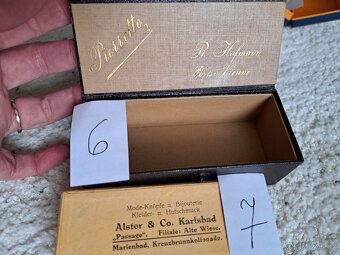 Pierrette
R. Hofmann
Paris-Vienne
6
Mode-Knöpfe u. Bijouterie
Kleider- u. Hutschmuck
Alster & Co. Karlsbad
„Passage". Filiale: Alte Wiese.
Marienbad, Kreuzbrunnkollonade.
7